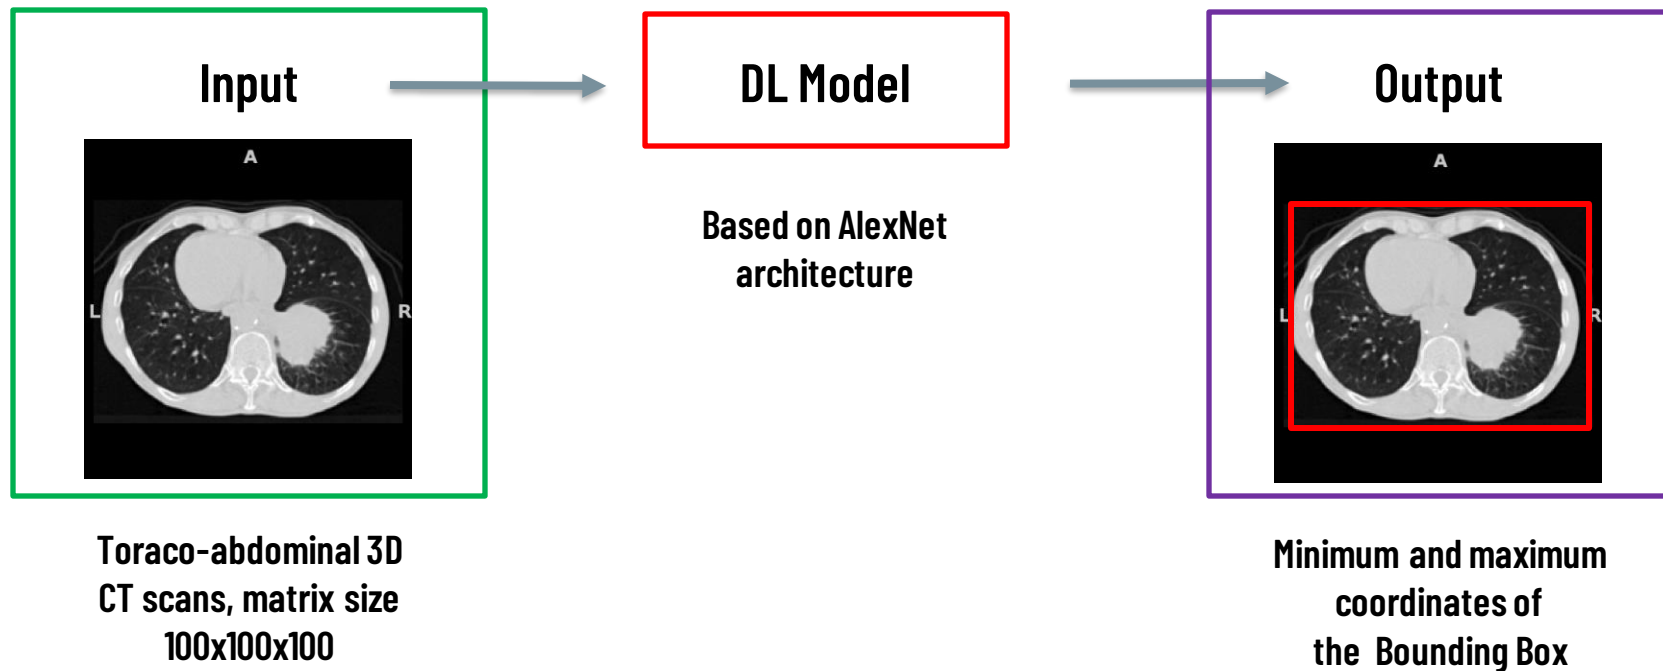 Input
A
L
R
Toraco-abdominal 3D
CT scans, matrix size
100x100x100
DL Model
Based on AlexNet
architecture
Output
A
L
R
Minimum and maximum
coordinates of
the Bounding Box